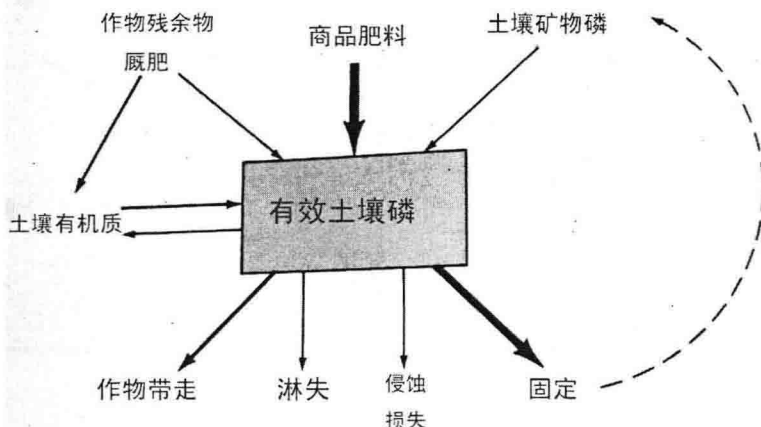 作物残余物
厩肥
商品肥料
土壤矿物磷
土壤有机质
有效土壤磷
作物带走
淋失
侵蚀
损失
固定